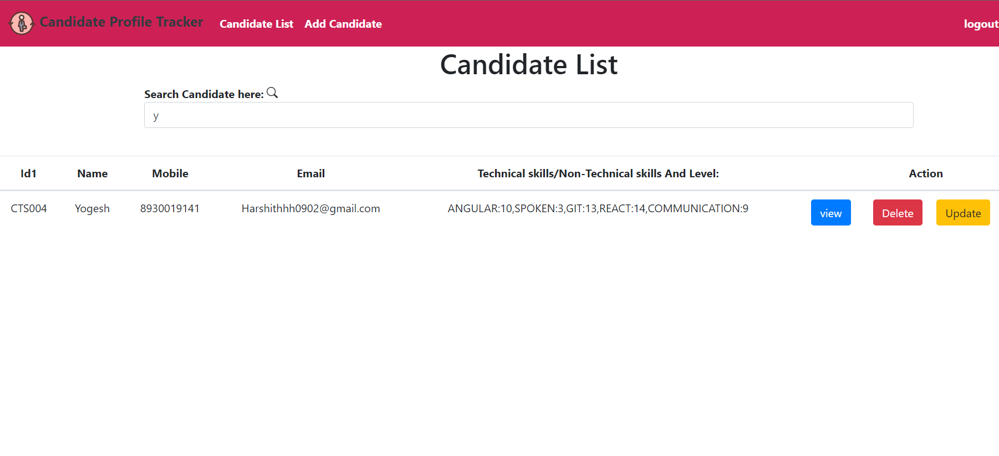 Candidate Profile Tracker Candidate List Add Candidate logout
Candidate List
Search Candidate here:
y
Id1 Name Mobile Email Technical skills/Non-Technical skills And Level: Action
CTS004 Yogesh 8930019141 Harshithhh0902@gmail.com ANGULAR:10,SPOKEN:3,GIT:13,REACT:14,COMMUNICATION:9 view Delete Update